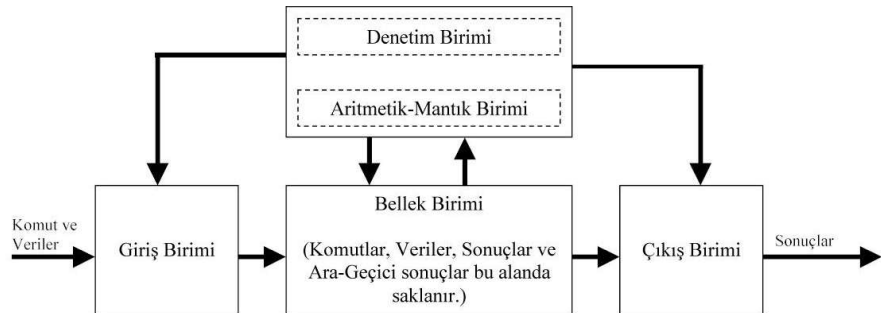 Denetim Birimi
Aritmetik-Mantık Birimi
Komut ve
Veriler
Giriş Birimi
Bellek Birimi
(Komutlar, Veriler, Sonuçlar ve
Ara-Geçici sonuçlar bu alanda
saklanır.)
Çıkış Birimi
Sonuçlar